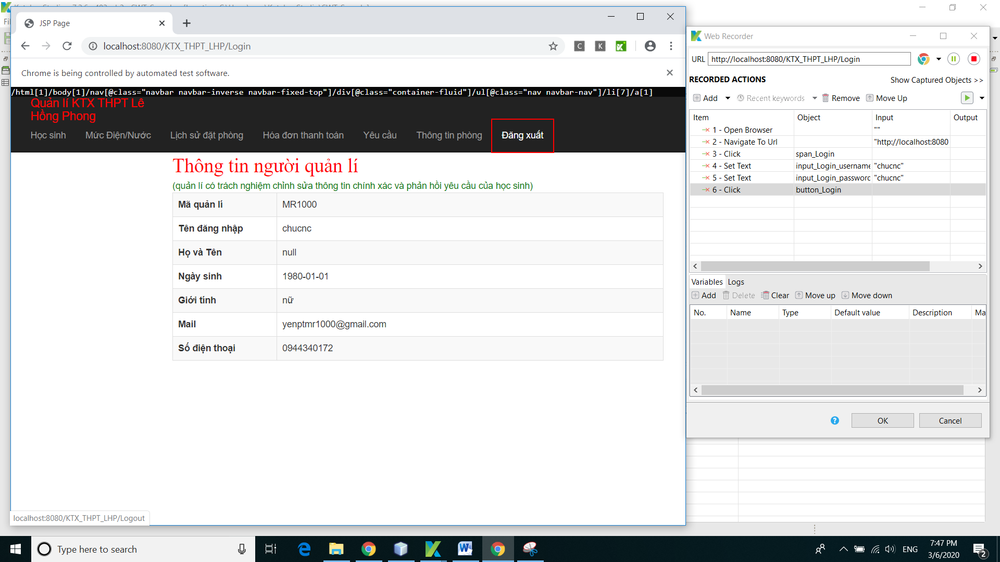 JSP Page
localhost:8080/KTX_THPT_LHP/Login
C
K
Chrome is being controlled by automated test software.
/html[1]/body[1]/nav[@class="navbar navbar-inverse navbar-fixed-top"]/div[@class="container-fluid"]/ul[@class="nav navbar-nav"]/li[7]/a[1]
Quản lí KTX THPT Lê
Hồng Phong
Học sinh Mức Điện/Nước Lịch sử đặt phòng Hóa đơn thanh toán Yêu cầu Thông tin phòng Đăng xuất
Thông tin người quản lí
(quản lí có trách nghiệm chỉnh sửa thông tin chính xác và phản hồi yêu cầu của học sinh)
Mã quản lí MR1000
Tên đăng nhập chucnc
Họ và Tên null
Ngày sinh 1980-01-01
Giới tính nữ
Mail yenptmr1000@gmail.com
Số điện thoại 0944340172
localhost:8080/KTX_THPT_LHP/Logout
Web Recorder
URL http://localhost:8080/KTX_THPT_LHP/Login
RECORDED ACTIONS
Show Captured Objects >>
Add Recent keywords Remove Move Up
Item Object Input Output
1 - Open Browser ""
2 - Navigate To Url "http://localhost:8080
3 - Click span_Login
4 - Set Text input_Login_username "chucnc"
5 - Set Text input_Login_password "chucnc"
6 - Click button_Login
Variables Logs
Add Delete Clear Move up Move down
No. Name Type Default value Description Ma
OK Cancel
Type here to search
ENG
7:47 PM
3/6/2020
2